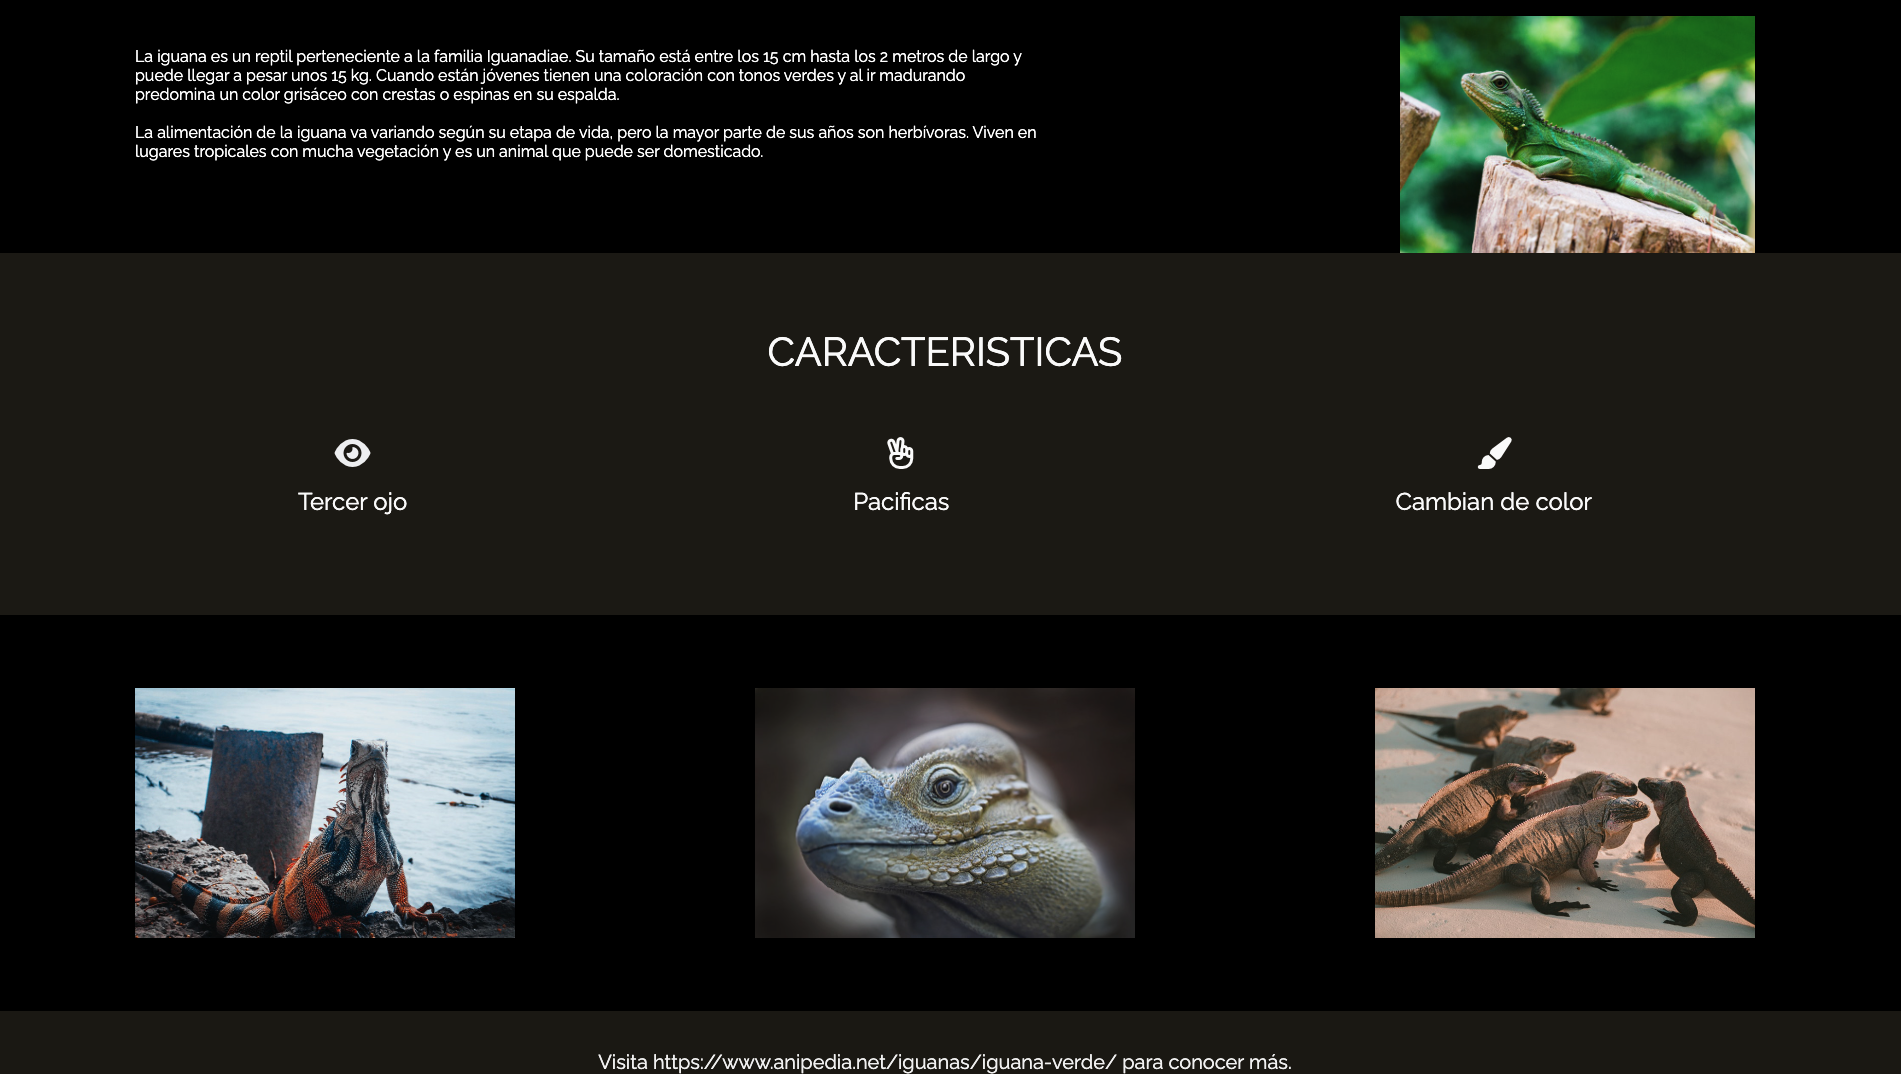 La iguana es un reptil perteneciente a la familia Iguanadiae. Su tamaño está entre los 15 cm hasta los 2 metros de largo y
puede llegar a pesar unos 15 kg. Cuando están jóvenes tienen una coloración con tonos verdes y al ir madurando
predomina un color grisáceo con crestas o espinas en su espalda.
La alimentación de la iguana va variando según su etapa de vida, pero la mayor parte de sus años son herbívoras. Viven en
lugares tropicales con mucha vegetación y es un animal que puede ser domesticado.
CARACTERISTICAS
Tercer ojo
Pacificas
Cambian de color
Visita https://www.anipedia.net/iguanas/iguana-verde/ para conocer más.